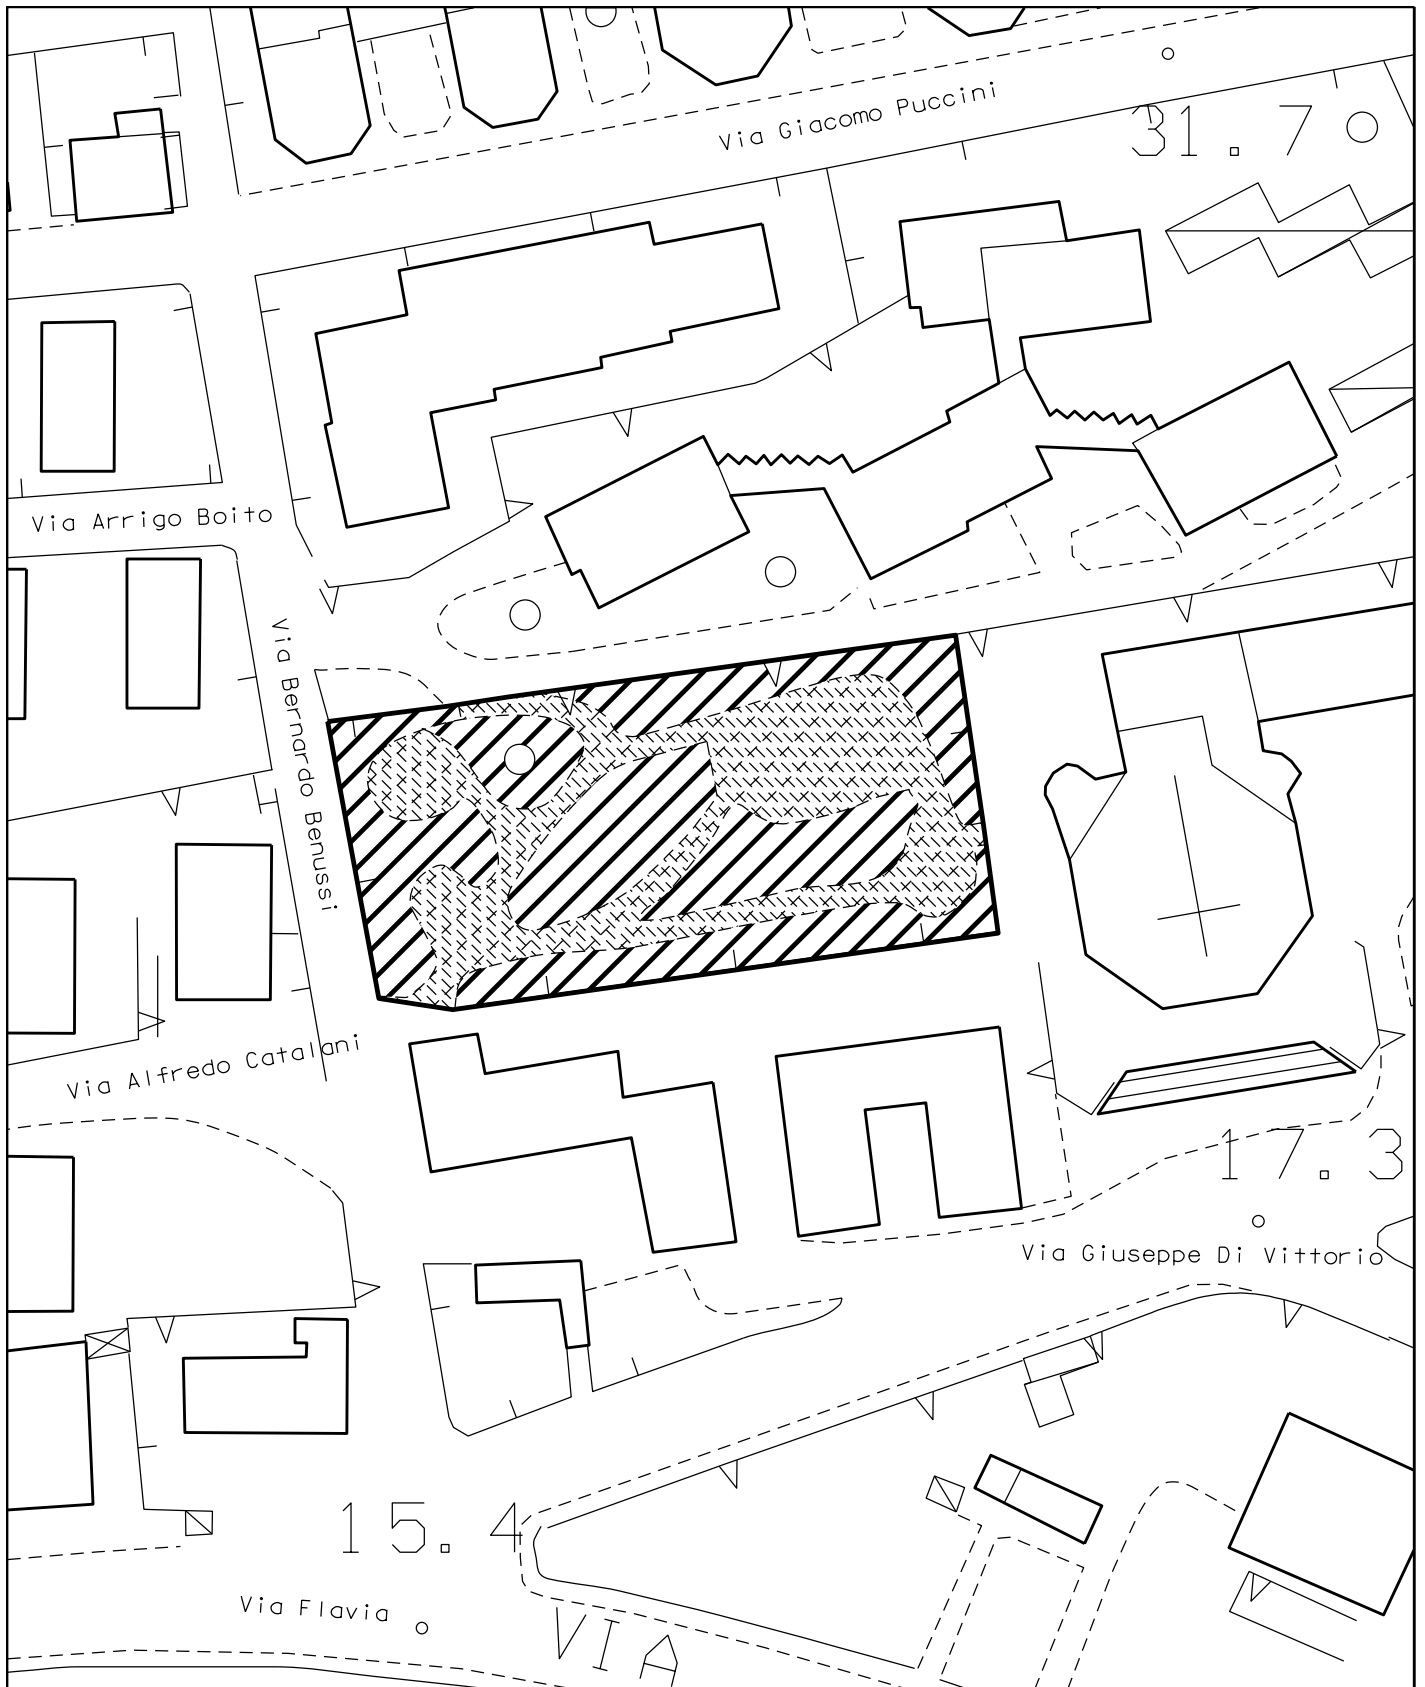 Via Giacomo Puccini
31.7
Via Arrigo Boito
Via Bernardo Benussi
Via Alfredo Catalani
17.3
Via Giuseppe Di Vittorio
15.4
Via Flavia
VIA